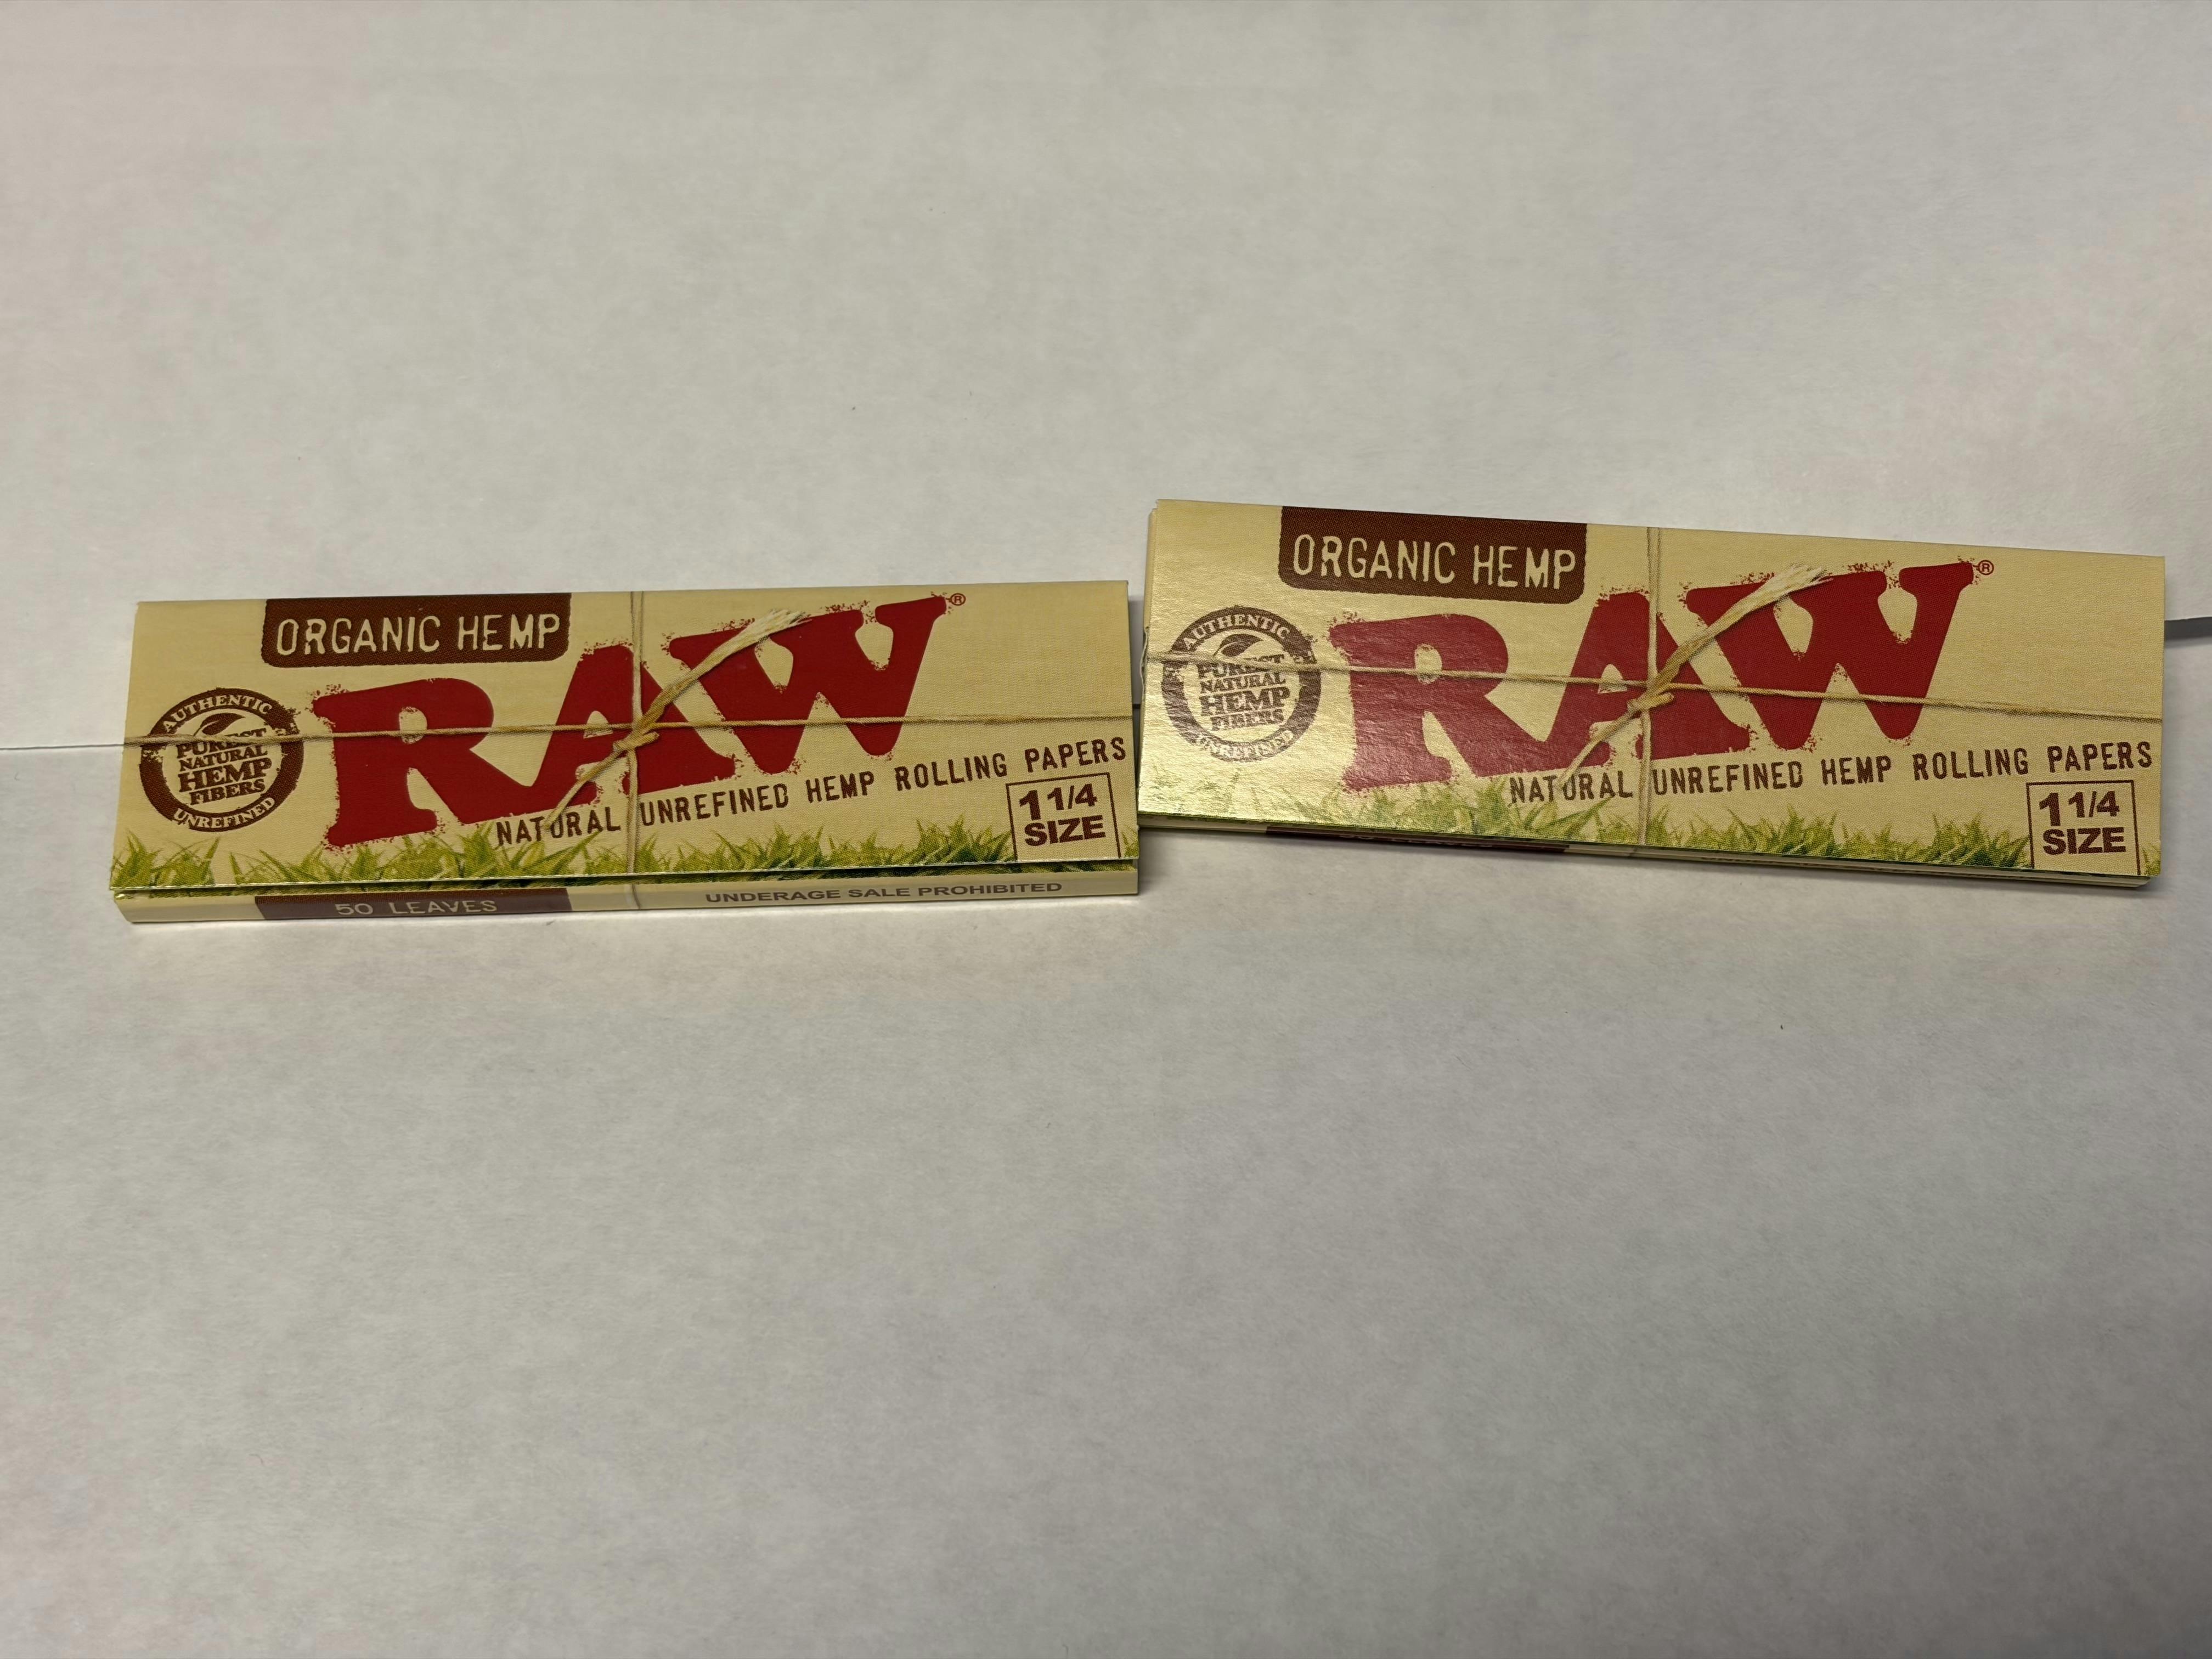 ORGANIC HEMP
RAW®
AUTHENTIC
PUREST
NATURAL
HEMP
FIBERS
UNREFINED
NATURAL UNREFINED HEMP ROLLING PAPERS
1 1/4
SIZE
50 LEAVES
UNDERAGE SALE PROHIBITED
ORGANIC HEMP
RAW®
AUTHENTIC
PUREST
NATURAL
HEMP
FIBERS
UNREFINED
NATURAL UNREFINED HEMP ROLLING PAPERS
1 1/4
SIZE